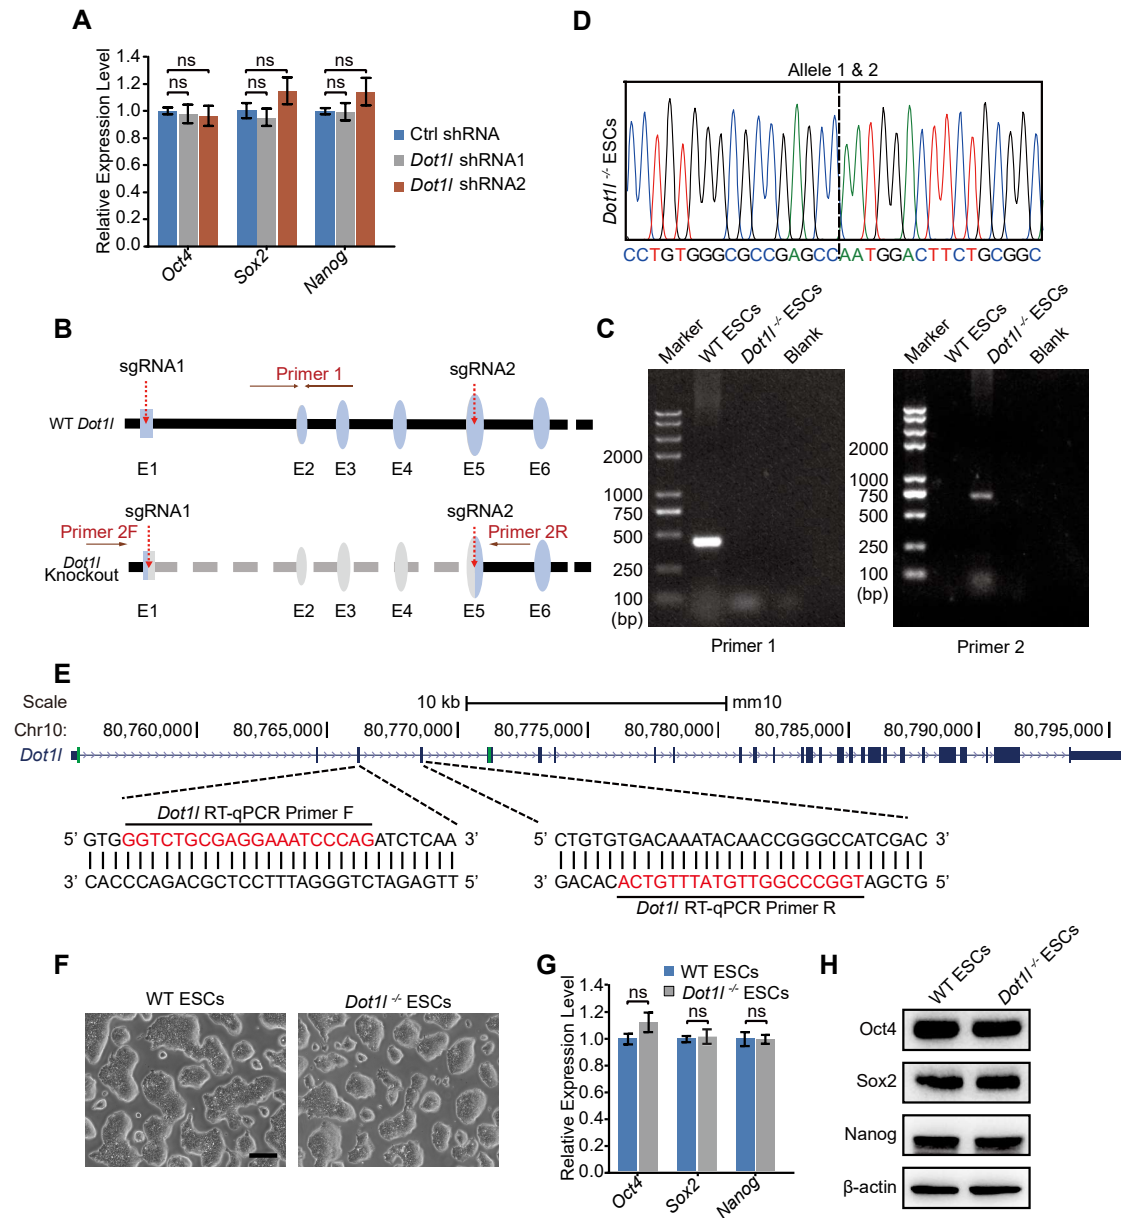 A
Relative Expression Level
1.4
1.2
1.0
0.8
0.6
0.4
0.2
0.0
ns
ns
ns
ns
ns
ns
Oct4
Sox2
Nanog
Ctrl shRNA
Dot1l shRNA1
Dot1l shRNA2
D
Allele 1 & 2
Dot1l -/- ESCs
CCTGTGGGCGCCGAGCCAATGGACTTCTGCGGC
B
sgRNA1
Primer 1
sgRNA2
WT Dot1l
E1 E2 E3 E4 E5 E6
sgRNA1
sgRNA2
Primer 2F
Primer 2R
Dot1l
Knockout
E1 E2 E3 E4 E5 E6
C
Marker
WT ESCs
Dot1l -/- ESCs
Blank
2000
1000
750
500
250
100
(bp)
Primer 1
Marker
WT ESCs
Dot1l -/- ESCs
Blank
2000
1000
750
500
250
100
(bp)
Primer 2
E
Scale 10 kb mm10
Chr10: 80,760,000 80,765,000 80,770,000 80,775,000 80,780,000 80,785,000 80,790,000 80,795,000
Dot1l
Dot1l RT-qPCR Primer F
5’ GTGGGTCTGCGAGGAAATCCCAGATCTCAA 3’
3’ CACCCAGACGCTCCTTTAGGGTCTAGAGTT 5’
5’ CTGTGTGACAAATACAACCGGGCCATCGAC 3’
3’ GACACACTGTTTATGTTGGCCCGGTAGCTG 5’
Dot1l RT-qPCR Primer R
F
WT ESCs
Dot1l -/- ESCs
G
WT ESCs
Dot1l -/- ESCs
Relative Expression Level
1.4
1.2
1.0
0.8
0.6
0.4
0.2
0.0
ns
ns
ns
Oct4
Sox2
Nanog
H
WT ESCs
Dot1l -/- ESCs
Oct4
Sox2
Nanog
β-actin